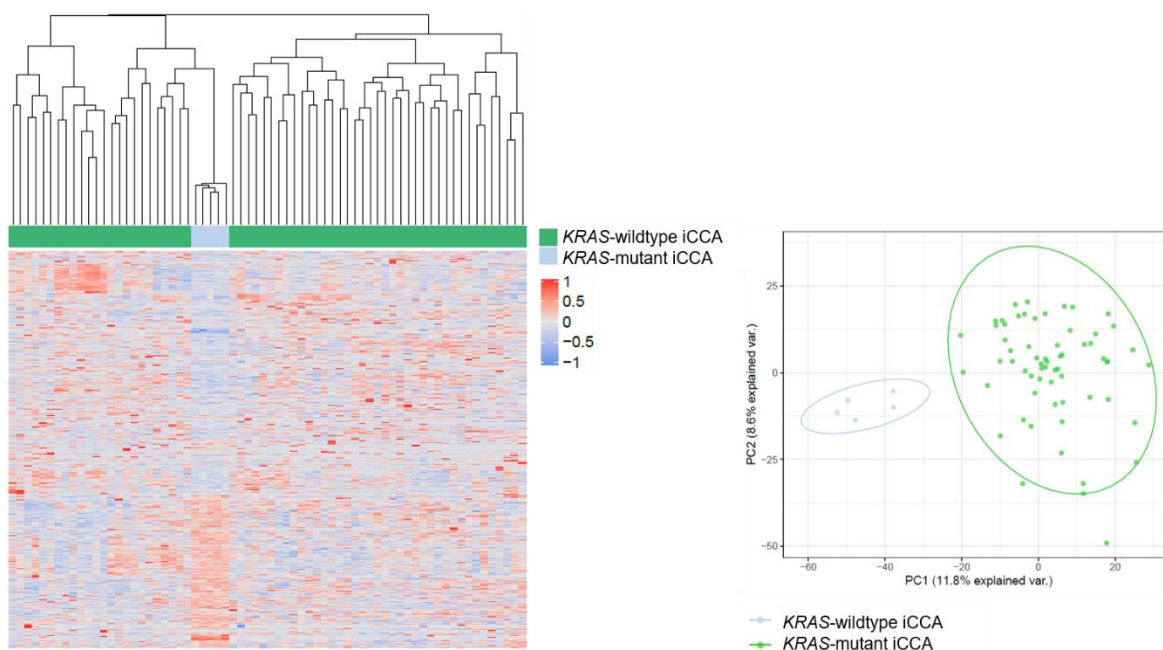 KRAS-wildtype iCCA
KRAS-mutant iCCA
1
0.5
0
−0.5
−1
PC2 (8.6% explained var.)
25
0
−25
−50
−60
−40
−20
0
20
PC1 (11.8% explained var.)
KRAS-wildtype iCCA
KRAS-mutant iCCA